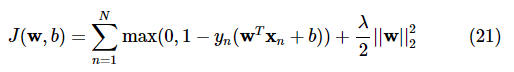 J(w, b) = ∑_{n=1}^{N} max(0, 1 − y_n(w^T x_n + b)) + λ/2 ||w||_2^2 (21)